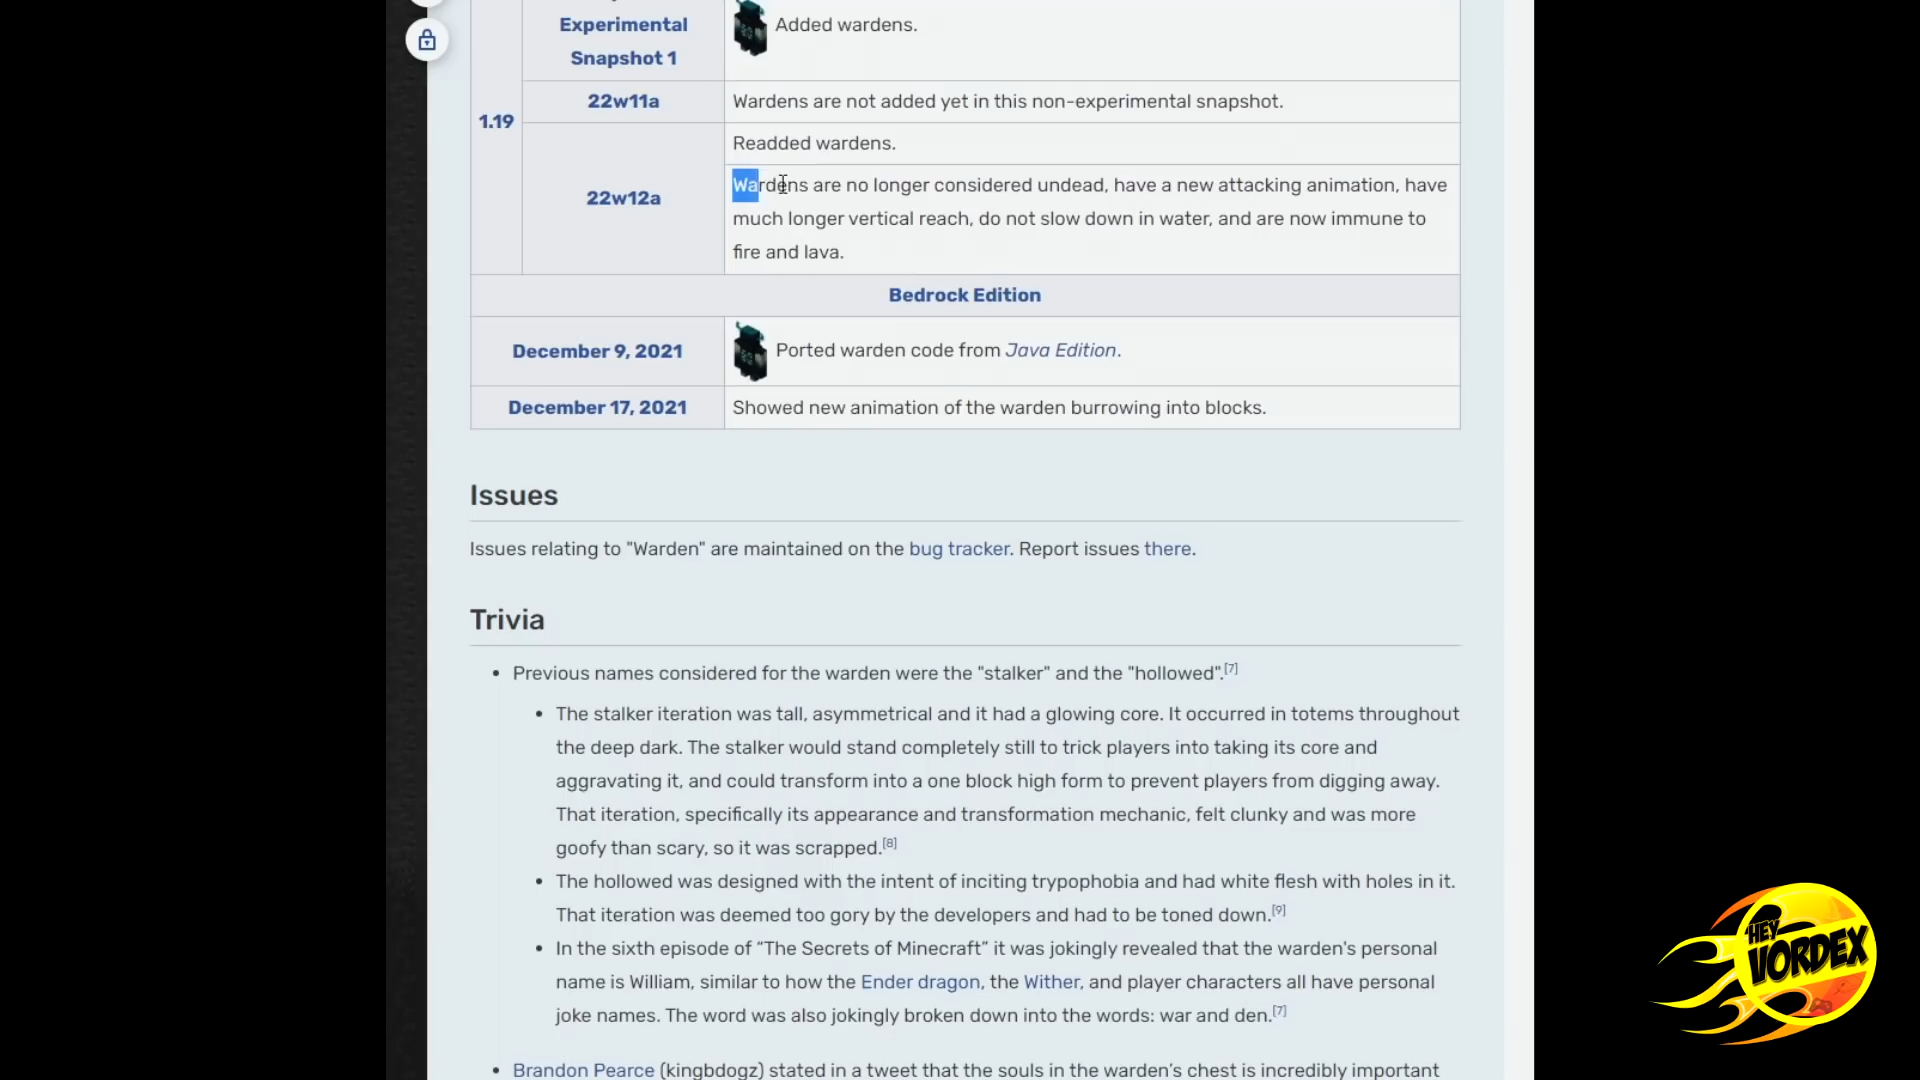 Experimental
Snapshot 1
Added wardens.
22w11a
Wardens are not added yet in this non-experimental snapshot.
1.19
Readded wardens.
22w12a
Wardens are no longer considered undead, have a new attacking animation, have
much longer vertical reach, do not slow down in water, and are now immune to
fire and lava.
Bedrock Edition
December 9, 2021
Ported warden code from Java Edition.
December 17, 2021
Showed new animation of the warden burrowing into blocks.
Issues
Issues relating to "Warden" are maintained on the bug tracker. Report issues there.
Trivia
• Previous names considered for the warden were the "stalker" and the "hollowed".[7]
• The stalker iteration was tall, asymmetrical and it had a glowing core. It occurred in totems throughout
the deep dark. The stalker would stand completely still to trick players into taking its core and
aggravating it, and could transform into a one block high form to prevent players from digging away.
That iteration, specifically its appearance and transformation mechanic, felt clunky and was more
goofy than scary, so it was scrapped.[8]
• The hollowed was designed with the intent of inciting trypophobia and had white flesh with holes in it.
That iteration was deemed too gory by the developers and had to be toned down.[9]
• In the sixth episode of “The Secrets of Minecraft” it was jokingly revealed that the warden's personal
name is William, similar to how the Ender dragon, the Wither, and player characters all have personal
joke names. The word was also jokingly broken down into the words: war and den.[7]
• Brandon Pearce (kingbdogz) stated in a tweet that the souls in the warden's chest is incredibly important
HEY
VORDEX